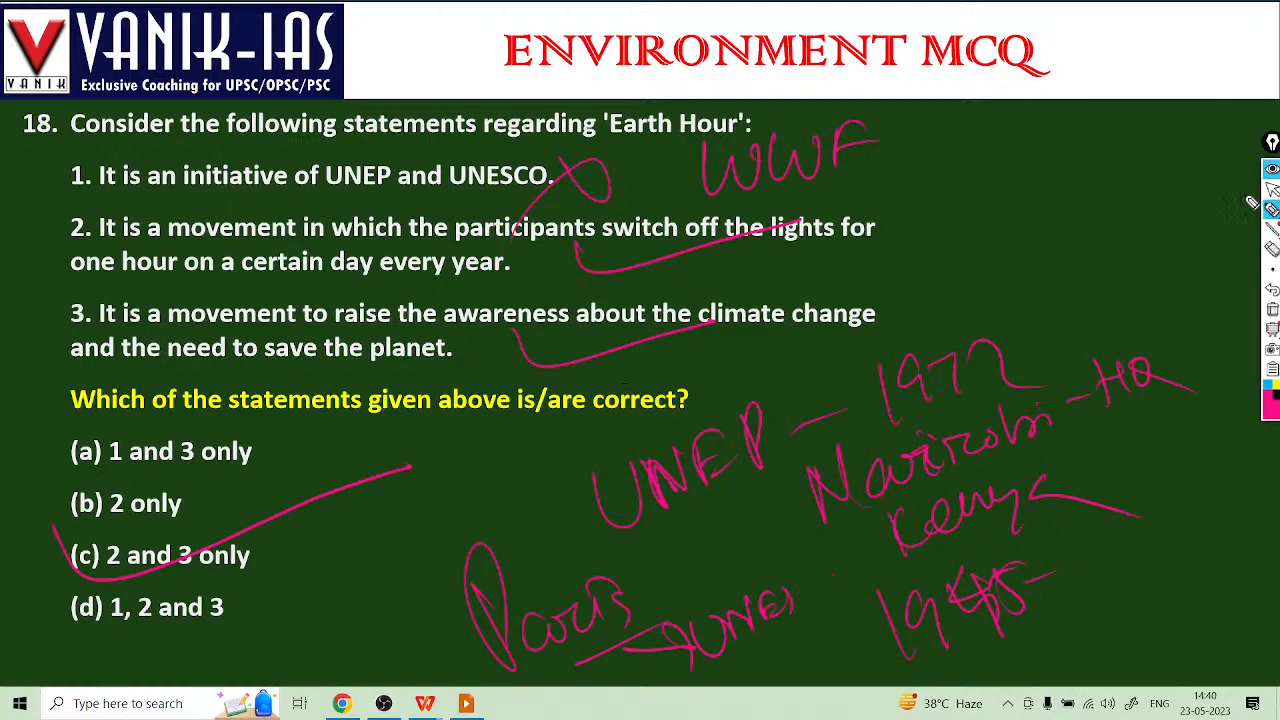 VANIK-IAS
VANIK
Exclusive Coaching for UPSC/OPSC/PSC
ENVIRONMENT MCQ
18. Consider the following statements regarding 'Earth Hour':
WWF
1. It is an initiative of UNEP and UNESCO.
2. It is a movement in which the participants switch off the lights for
one hour on a certain day every year.
3. It is a movement to raise the awareness about the climate change
and the need to save the planet.
Which of the statements given above is/are correct?
(a) 1 and 3 only
(b) 2 only
(c) 2 and 3 only
(d) 1, 2 and 3
UNEP - 1972
Nairobi - HQ
Kenya
Paris
1945
Type here to search
38°C Haze
14:40
23-05-2023